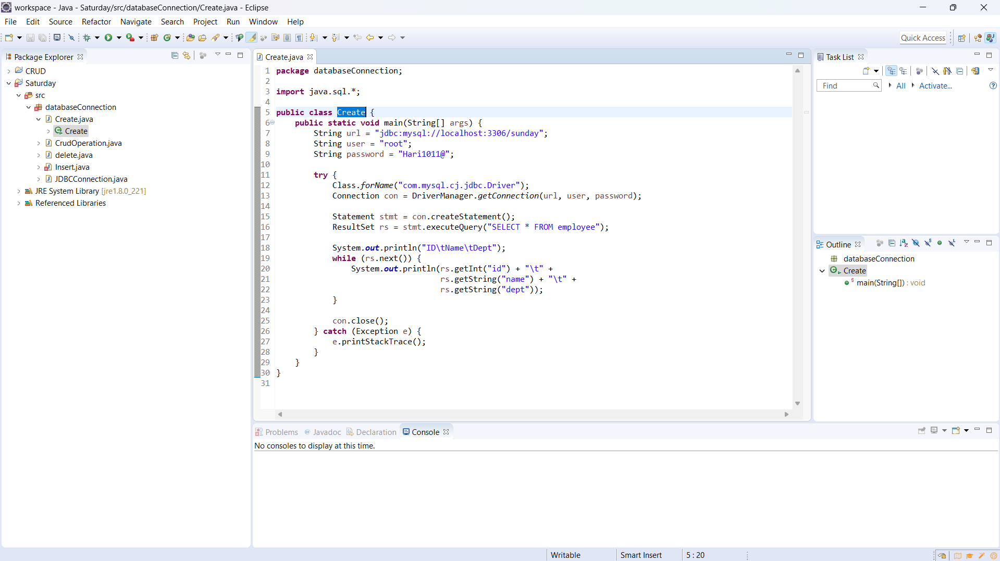 workspace - Java - Saturday/src/databaseConnection/Create.java - Eclipse
File Edit Source Refactor Navigate Search Project Run Window Help
Quick Access
Package Explorer
CRUD
Saturday
src
databaseConnection
Create.java
Create
CrudOperation.java
delete.java
Insert.java
JDBCConnection.java
JRE System Library [jre1.8.0_221]
Referenced Libraries
Create.java
1 package databaseConnection;
2
3 import java.sql.*;
4
5 public class Create {
6 public static void main(String[] args) {
7 String url = "jdbc:mysql://localhost:3306/sunday";
8 String user = "root";
9 String password = "Hari1011@";
10
11 try {
12 Class.forName("com.mysql.cj.jdbc.Driver");
13 Connection con = DriverManager.getConnection(url, user, password);
14
15 Statement stmt = con.createStatement();
16 ResultSet rs = stmt.executeQuery("SELECT * FROM employee");
17
18 System.out.println("ID\tName\tDept");
19 while (rs.next()) {
20 System.out.println(rs.getInt("id") + "\t" +
21 rs.getString("name") + "\t" +
22 rs.getString("dept"));
23 }
24
25 con.close();
26 } catch (Exception e) {
27 e.printStackTrace();
28 }
29 }
30 }
31
Task List
Find All Activate...
Outline
databaseConnection
Create
main(String[]) : void
Problems @ Javadoc Declaration Console
No consoles to display at this time.
Writable Smart Insert 5 : 20